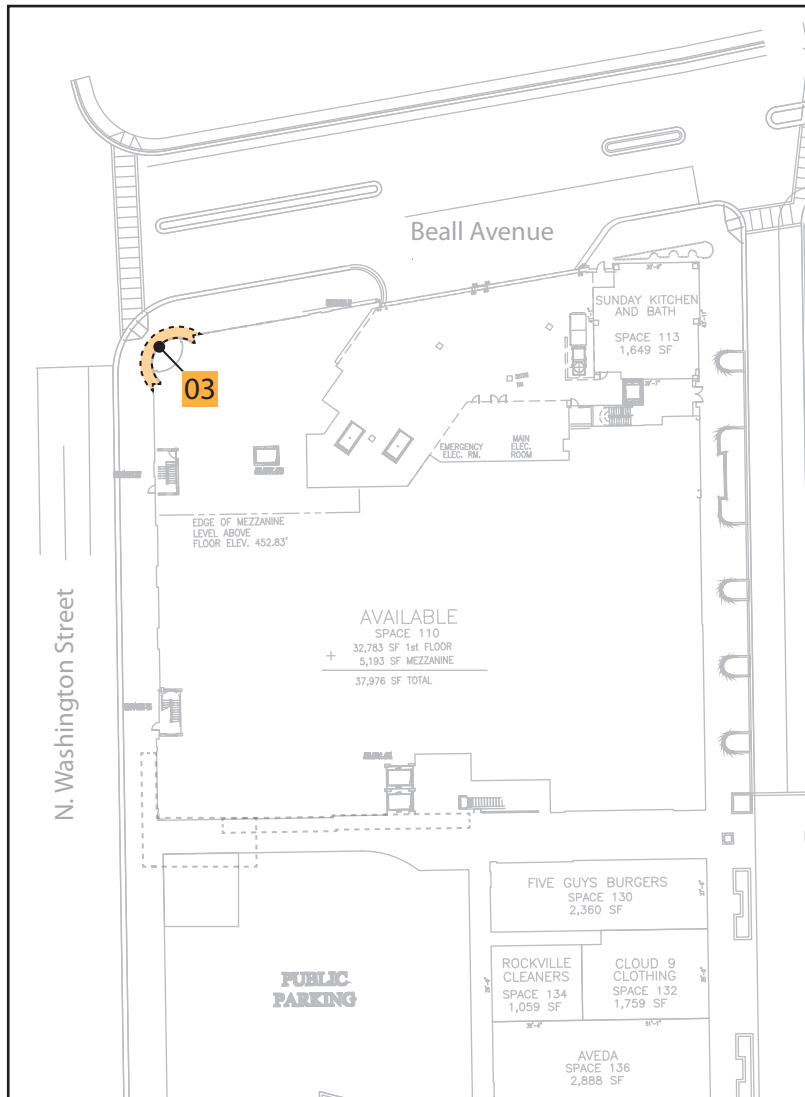 Beall Avenue
SUNDAY KITCHEN
AND BATH
SPACE 113
1,649 SF
03
EMERGENCY
ELEC. RM.
MAIN
ELEC.
ROOM
EDGE OF MEZZANINE
LEVEL ABOVE
FLOOR ELEV. 452.83'
N. Washington Street
AVAILABLE
SPACE 110
32,783 SF 1st FLOOR
+ 5,193 SF MEZZANINE
37,976 SF TOTAL
FIVE GUYS BURGERS
SPACE 130
2,360 SF
ROCKVILLE
CLEANERS
SPACE 134
1,059 SF
CLOUD 9
CLOTHING
SPACE 132
1,759 SF
PUBLIC
PARKING
AVEDA
SPACE 136
2,888 SF